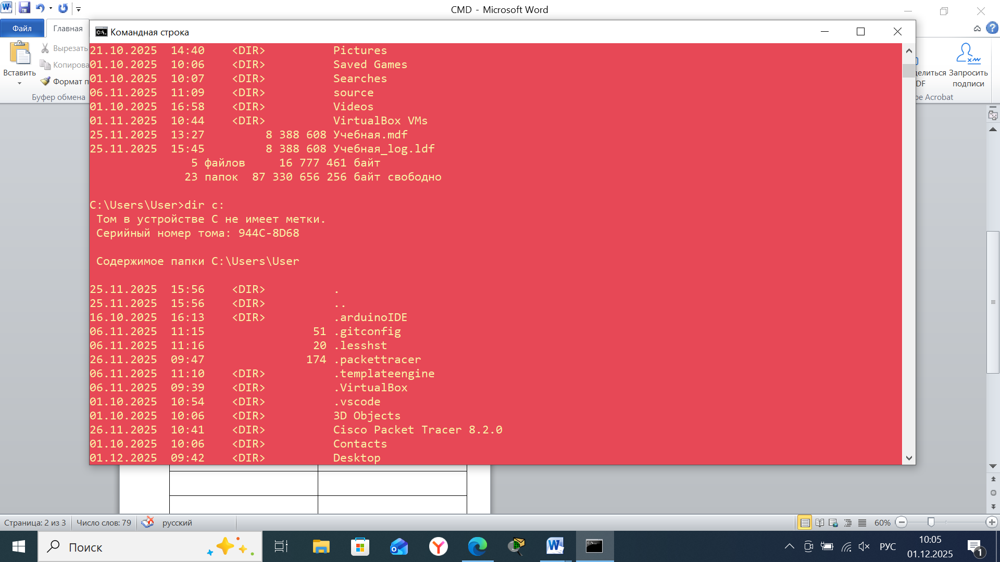 CMD - Microsoft Word
Файл
Главная
Вставить
Вырезать
Копирова
Формат п
Буфер обмена
делиться
DF
Запросить
подписи
be Acrobat
Командная строка
21.10.2025  14:40    <DIR>          Pictures
01.10.2025  10:06    <DIR>          Saved Games
01.10.2025  10:07    <DIR>          Searches
06.11.2025  11:09    <DIR>          source
01.10.2025  16:58    <DIR>          Videos
01.11.2025  10:44    <DIR>          VirtualBox VMs
25.11.2025  13:27         8 388 608 Учебная.mdf
25.11.2025  15:45         8 388 608 Учебная_log.ldf
5 файлов     16 777 461 байт
23 папок  87 330 656 256 байт свободно
C:\Users\User>dir c:
Том в устройстве C не имеет метки.
Серийный номер тома: 944C-8D68
Содержимое папки C:\Users\User
25.11.2025  15:56    <DIR>          .
25.11.2025  15:56    <DIR>          ..
16.10.2025  16:13    <DIR>          .arduinoIDE
06.11.2025  11:15                51 .gitconfig
06.11.2025  11:16                20 .lesshst
26.11.2025  09:47               174 .packettracer
06.11.2025  11:10    <DIR>          .templateengine
06.11.2025  09:39    <DIR>          .VirtualBox
01.10.2025  10:54    <DIR>          .vscode
01.10.2025  10:06    <DIR>          3D Objects
26.11.2025  10:41    <DIR>          Cisco Packet Tracer 8.2.0
01.10.2025  10:06    <DIR>          Contacts
01.12.2025  09:42    <DIR>          Desktop
Страница: 2 из 3
Число слов: 79
русский
60%
Поиск
РУС
10:05
01.12.2025
1